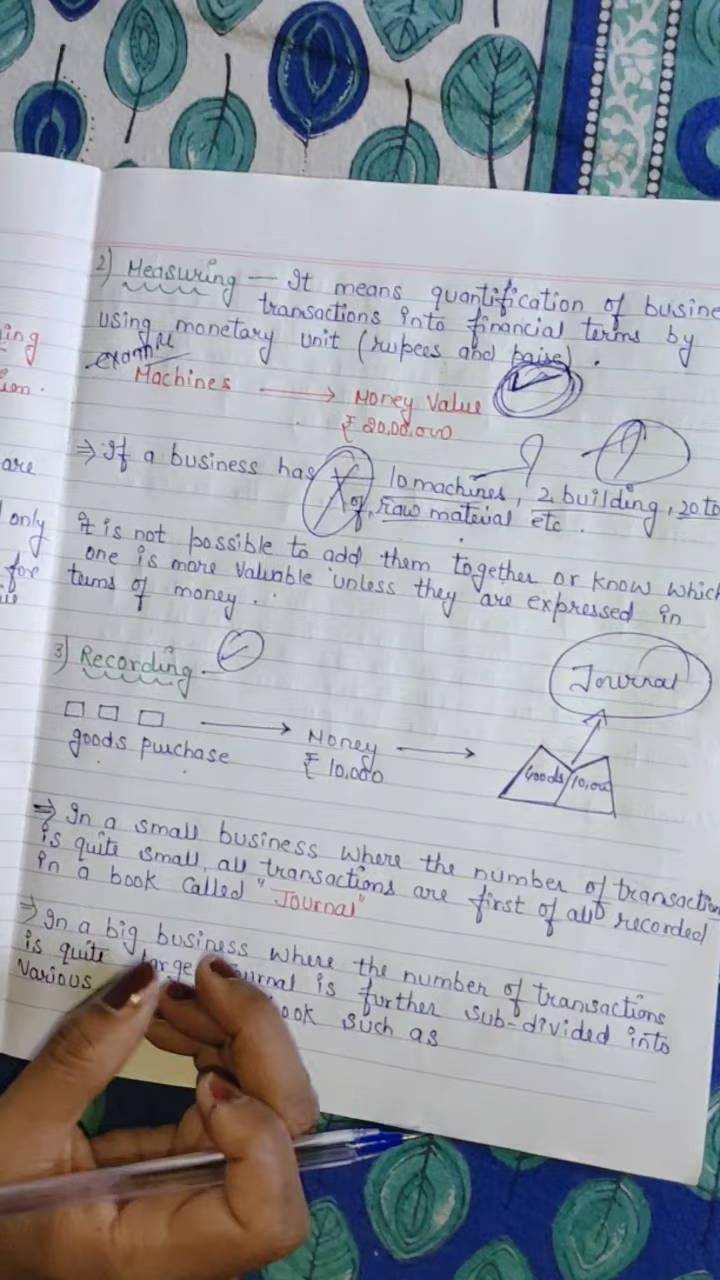 2) Measuring — It means quantification of busine
transactions into financial terms by
using monetary unit (rupees and paise).
Machines → Money Value
₹ 20,00,000
⇒ If a business has 10 machines, 2 building, 20 to
of raw material etc.
it is not possible to add them together or know which
one is more valuable unless they are expressed in
terms of money.
3) Recording
Journal
goods purchase → Money →
₹ 10,000
Goods
⇒ In a small business where the number of transaction
is quite small, all transactions are first of all recorded
in a book called "Journal"
⇒ In a big business where the number of transactions
is quite large Journal is further sub-divided into
Various book such as
ing
ion.
are
only
for